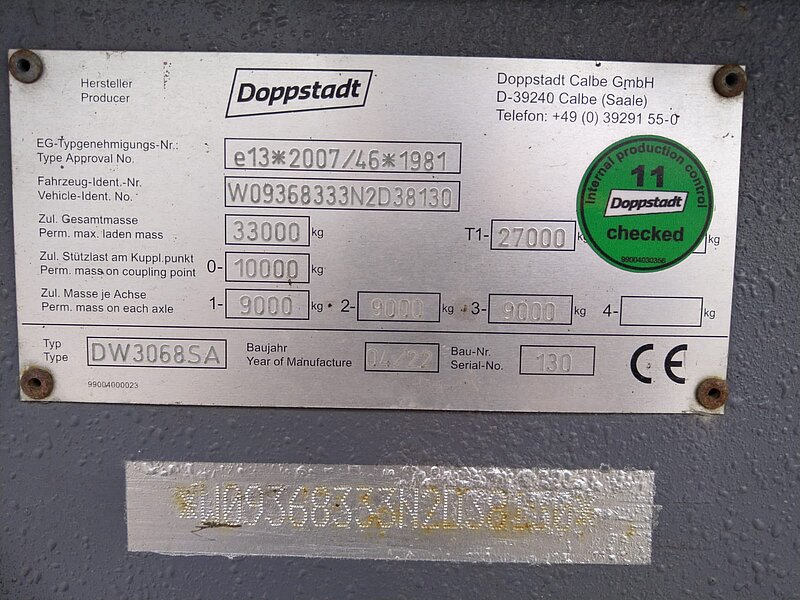 Hersteller
Producer
Doppstadt
Doppstadt Calbe GmbH
D-39240 Calbe (Saale)
Telefon: +49 (0) 39291 55-0
EG-Typgenehmigungs-Nr.:
Type Approval No.
e13*2007/46*1981
Fahrzeug-Ident.-Nr.
Vehicle-Ident. No.
W09368333N2D38130
Internal production control
11
Doppstadt
checked
99004030356
Zul. Gesamtmasse
Perm. max. laden mass
33000 kg
T1- 27000 kg
Zul. Stützlast am Kuppl.punkt
Perm. mass on coupling point
0- 10000 kg
Zul. Masse je Achse
Perm. mass on each axle
1- 9000 kg 2- 9000 kg 3- 9000 kg 4- kg
Typ
Type
DW3068SA
Baujahr
Year of Manufacture
04/22
Bau-Nr.
Serial-No.
130
CE
99004000023
*W09368333N2D38130*